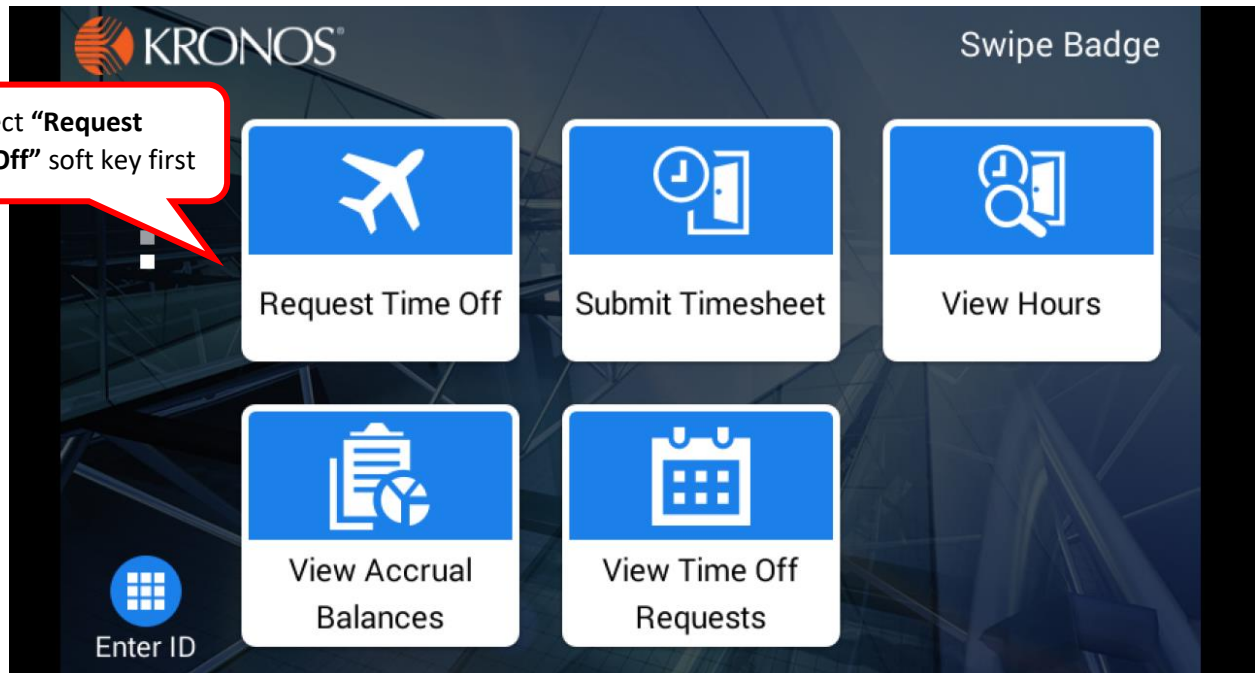 KRONOS®
Swipe Badge
ct “Request
Off” soft key first
Request Time Off
Submit Timesheet
View Hours
View Accrual
Balances
View Time Off
Requests
Enter ID